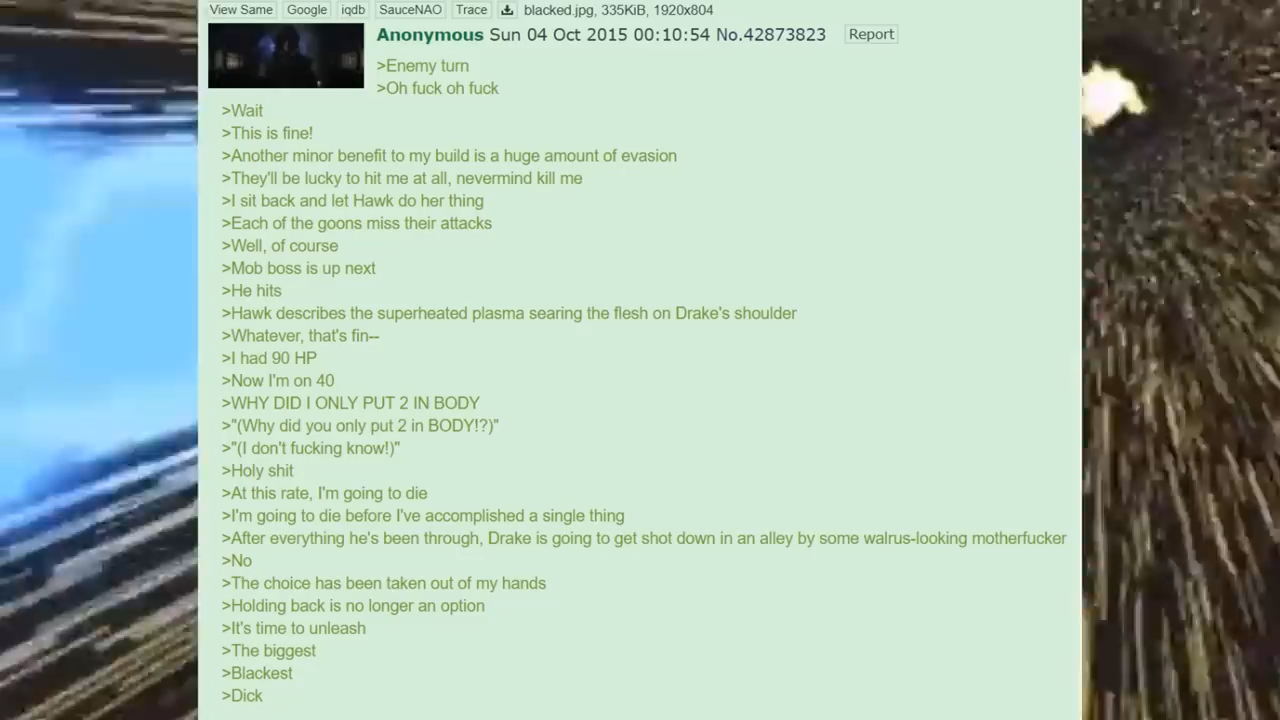 View Same Google iqdb SauceNAO Trace blacked.jpg, 335KiB, 1920x804
Anonymous Sun 04 Oct 2015 00:10:54 No.42873823 Report
>Enemy turn
>Oh fuck oh fuck
>Wait
>This is fine!
>Another minor benefit to my build is a huge amount of evasion
>They'll be lucky to hit me at all, nevermind kill me
>I sit back and let Hawk do her thing
>Each of the goons miss their attacks
>Well, of course
>Mob boss is up next
>He hits
>Hawk describes the superheated plasma searing the flesh on Drake's shoulder
>Whatever, that's fin--
>I had 90 HP
>Now I'm on 40
>WHY DID I ONLY PUT 2 IN BODY
>"(Why did you only put 2 in BODY!?)"
>"(I don't fucking know!)"
>Holy shit
>At this rate, I'm going to die
>I'm going to die before I've accomplished a single thing
>After everything he's been through, Drake is going to get shot down in an alley by some walrus-looking motherfucker
>No
>The choice has been taken out of my hands
>Holding back is no longer an option
>It's time to unleash
>The biggest
>Blackest
>Dick